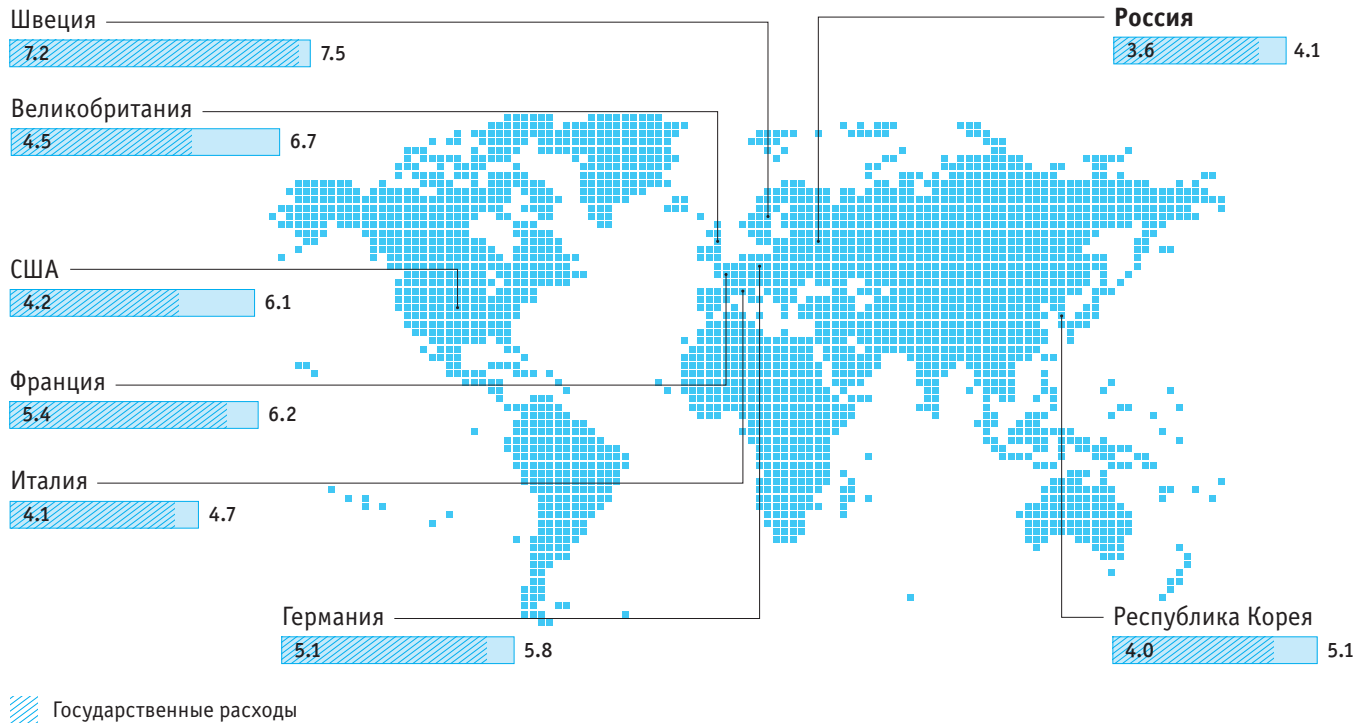 Швеция
7.2 7.5
Россия
3.6 4.1
Великобритания
4.5 6.7
США
4.2 6.1
Франция
5.4 6.2
Италия
4.1 4.7
Германия
5.1 5.8
Республика Корея
4.0 5.1
Государственные расходы